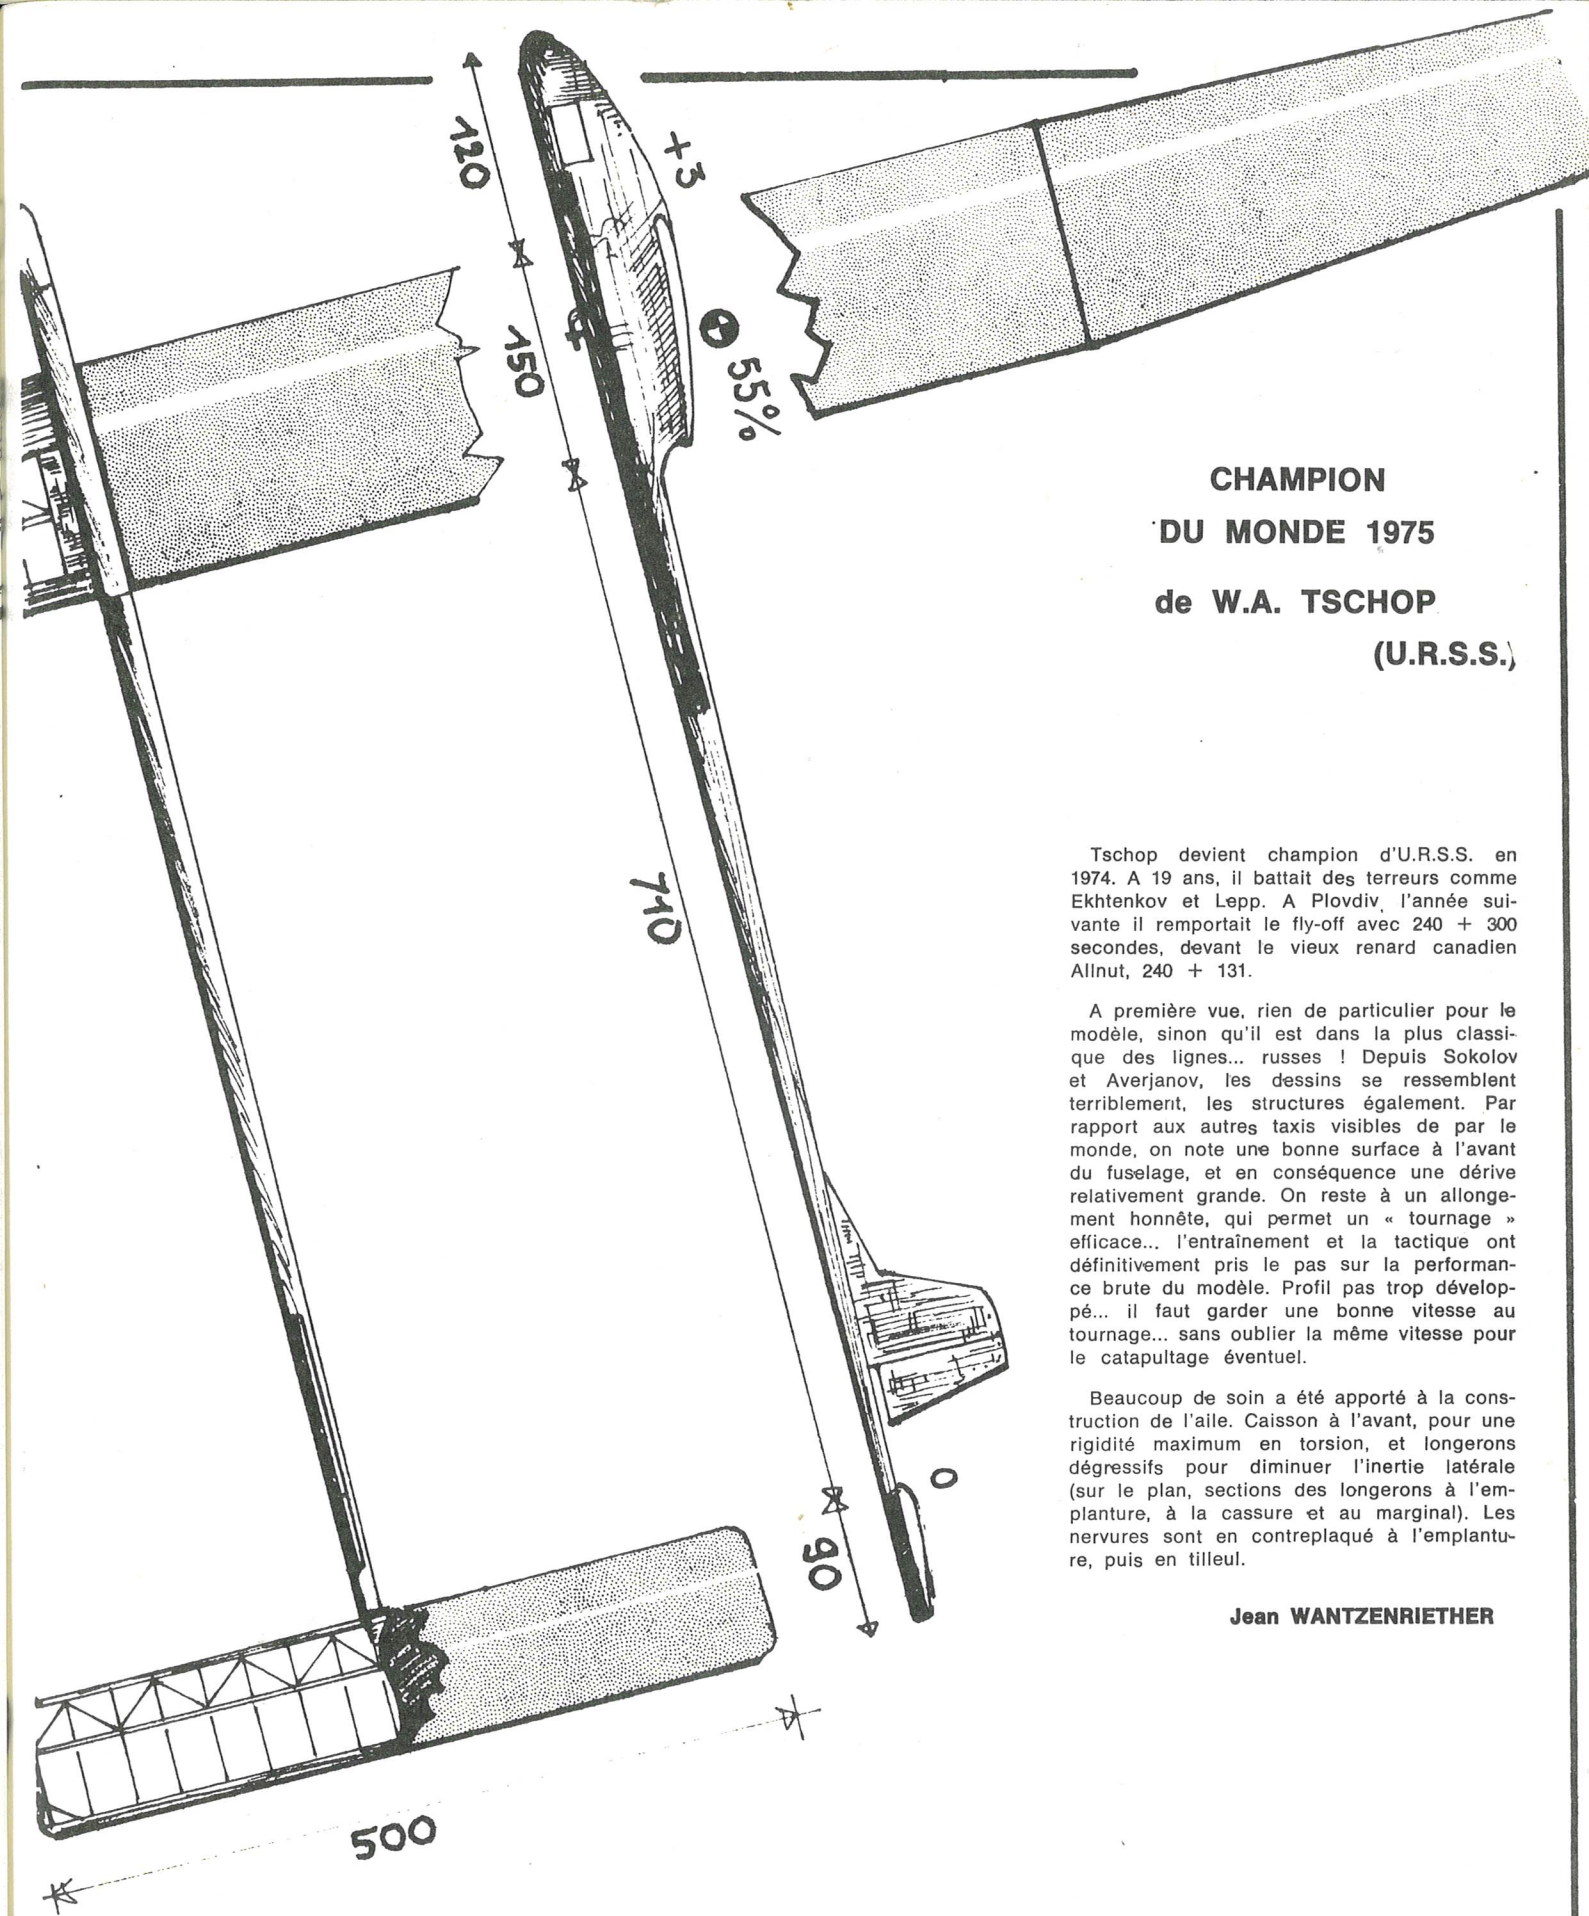 120
+3
150
55%
CHAMPION
DU MONDE 1975
de W.A. TSCHOP
(U.R.S.S.)
710
Tschop devient champion d'U.R.S.S. en
1974. A 19 ans, il battait des terreurs comme
Ekhtenkov et Lepp. A Plovdiv, l'année sui-
vante il remportait le fly-off avec 240 + 300
secondes, devant le vieux renard canadien
Allnut, 240 + 131.
A première vue, rien de particulier pour le
modèle, sinon qu'il est dans la plus classi-
que des lignes... russes ! Depuis Sokolov
et Averjanov, les dessins se ressemblent
terriblement, les structures également. Par
rapport aux autres taxis visibles de par le
monde, on note une bonne surface à l'avant
du fuselage, et en conséquence une dérive
relativement grande. On reste à un allonge-
ment honnête, qui permet un « tournage »
efficace... l'entraînement et la tactique ont
définitivement pris le pas sur la performan-
ce brute du modèle. Profil pas trop dévelop-
pé... il faut garder une bonne vitesse au
tournage... sans oublier la même vitesse pour
le catapultage éventuel.
Beaucoup de soin a été apporté à la cons-
truction de l'aile. Caisson à l'avant, pour une
rigidité maximum en torsion, et longerons
dégressifs pour diminuer l'inertie latérale
(sur le plan, sections des longerons à l'em-
planture, à la cassure et au marginal). Les
nervures sont en contreplaqué à l'emplantu-
re, puis en tilleul.
Jean WANTZENRIETHER
0
90
500